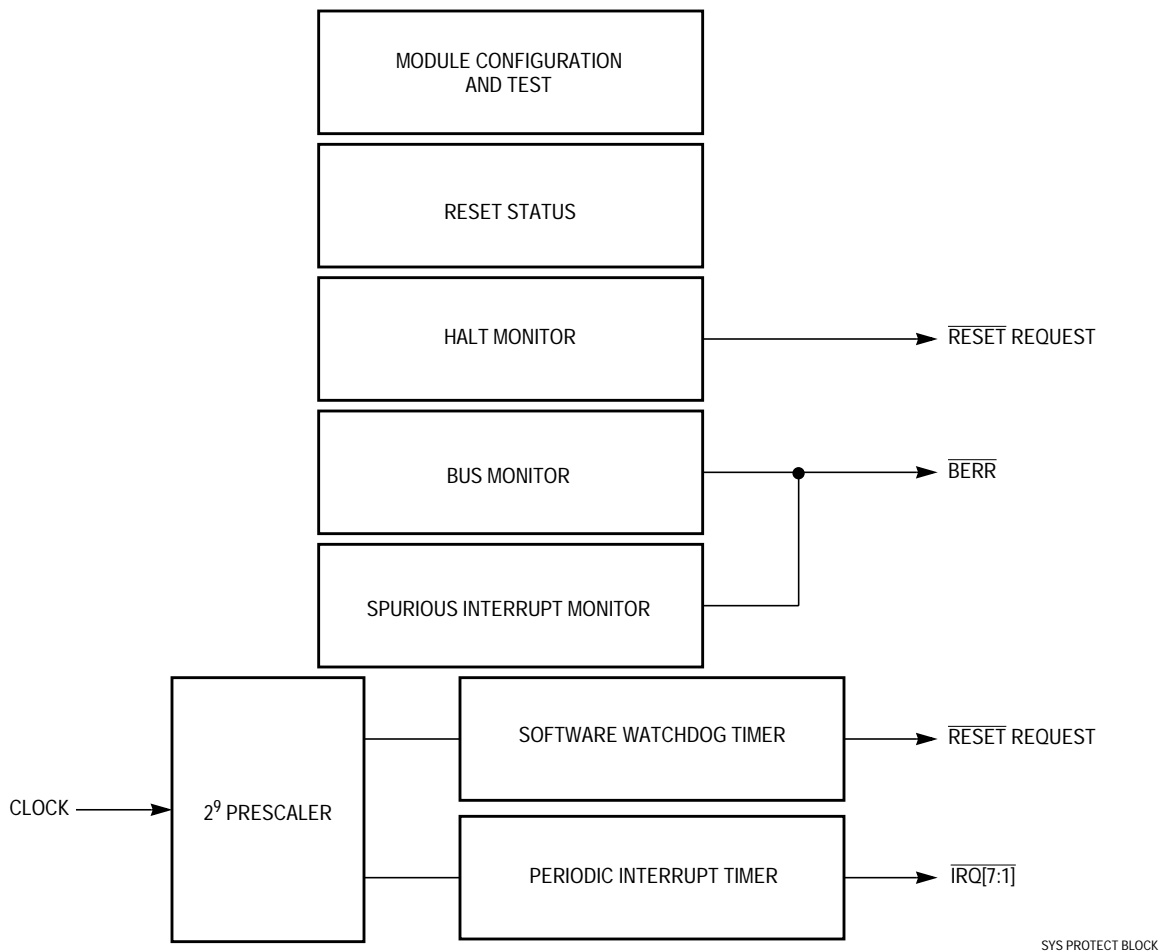 MODULE CONFIGURATION
AND TEST
RESET STATUS
HALT MONITOR
RESET REQUEST
BUS MONITOR
BERR
SPURIOUS INTERRUPT MONITOR
SOFTWARE WATCHDOG TIMER
RESET REQUEST
CLOCK
2⁹ PRESCALER
PERIODIC INTERRUPT TIMER
IRQ[7:1]
SYS PROTECT BLOCK